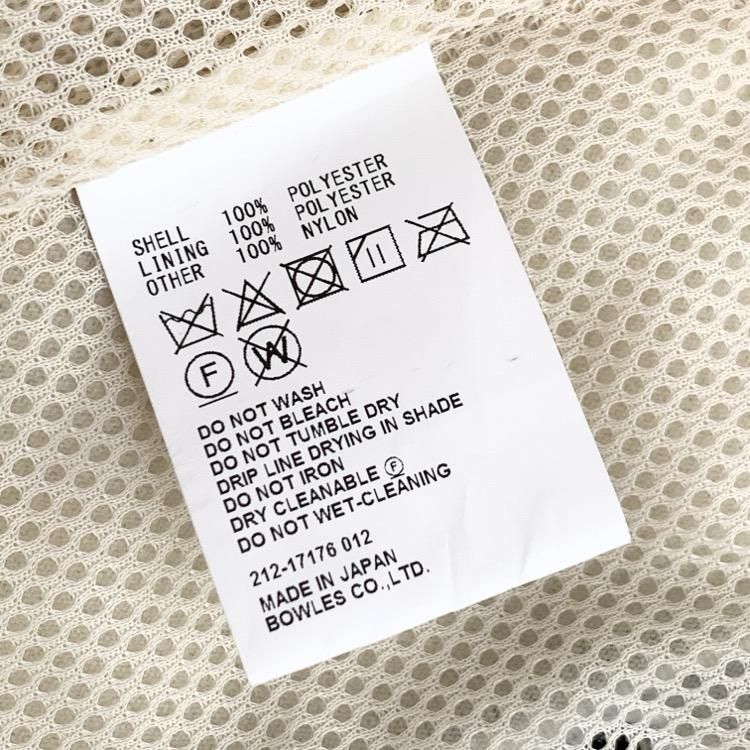 SHELL 100% POLYESTER
LINING 100% POLYESTER
OTHER 100% NYLON
F W
DO NOT WASH
DO NOT BLEACH
DO NOT TUMBLE DRY
DRIP LINE DRYING IN SHADE
DO NOT IRON
DRY CLEANABLE Ⓕ
DO NOT WET-CLEANING
212-17176 012
MADE IN JAPAN
BOWLES CO.,LTD.